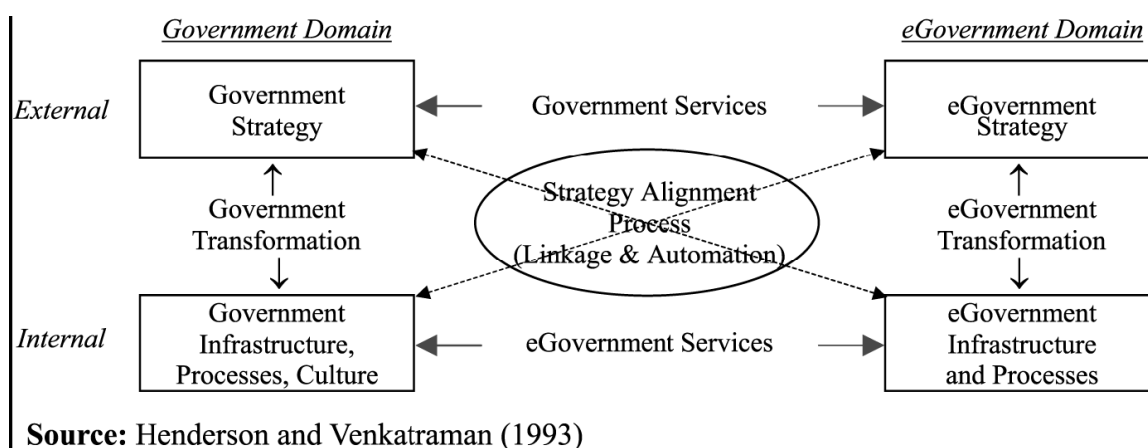 Government Domain
eGovernment Domain
External
Government
Strategy
Government Services
eGovernment
Strategy
Government
Transformation
Strategy Alignment
Process
(Linkage & Automation)
eGovernment
Transformation
Internal
Government
Infrastructure,
Processes, Culture
eGovernment Services
eGovernment
Infrastructure
and Processes
Source: Henderson and Venkatraman (1993)